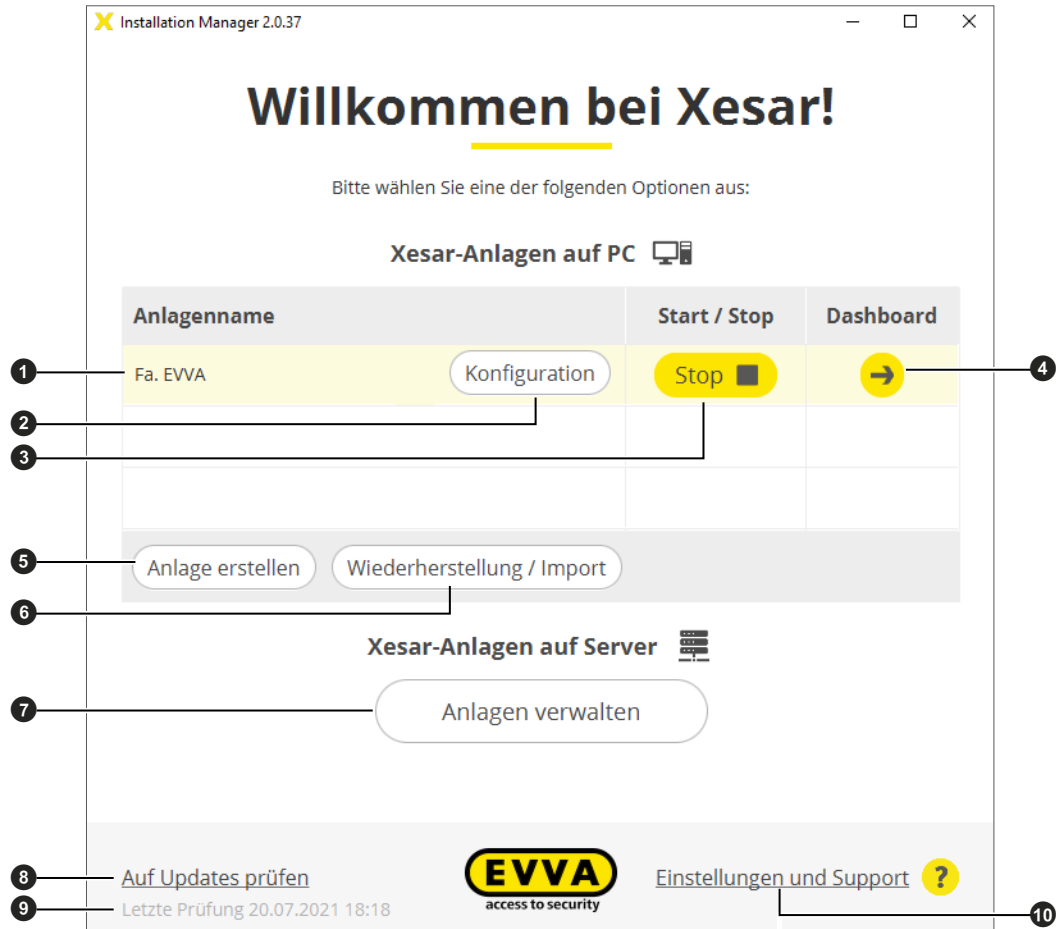 Installation Manager 2.0.37
Willkommen bei Xesar!
Bitte wählen Sie eine der folgenden Optionen aus:
Xesar-Anlagen auf PC
Anlagenname Start / Stop Dashboard
1 Fa. EVVA Konfiguration Stop 4
2
3
5 Anlage erstellen Wiederherstellung / Import
6
Xesar-Anlagen auf Server
7 Anlagen verwalten
8 Auf Updates prüfen EVVA Einstellungen und Support ?
9 Letzte Prüfung 20.07.2021 18:18 access to security 10